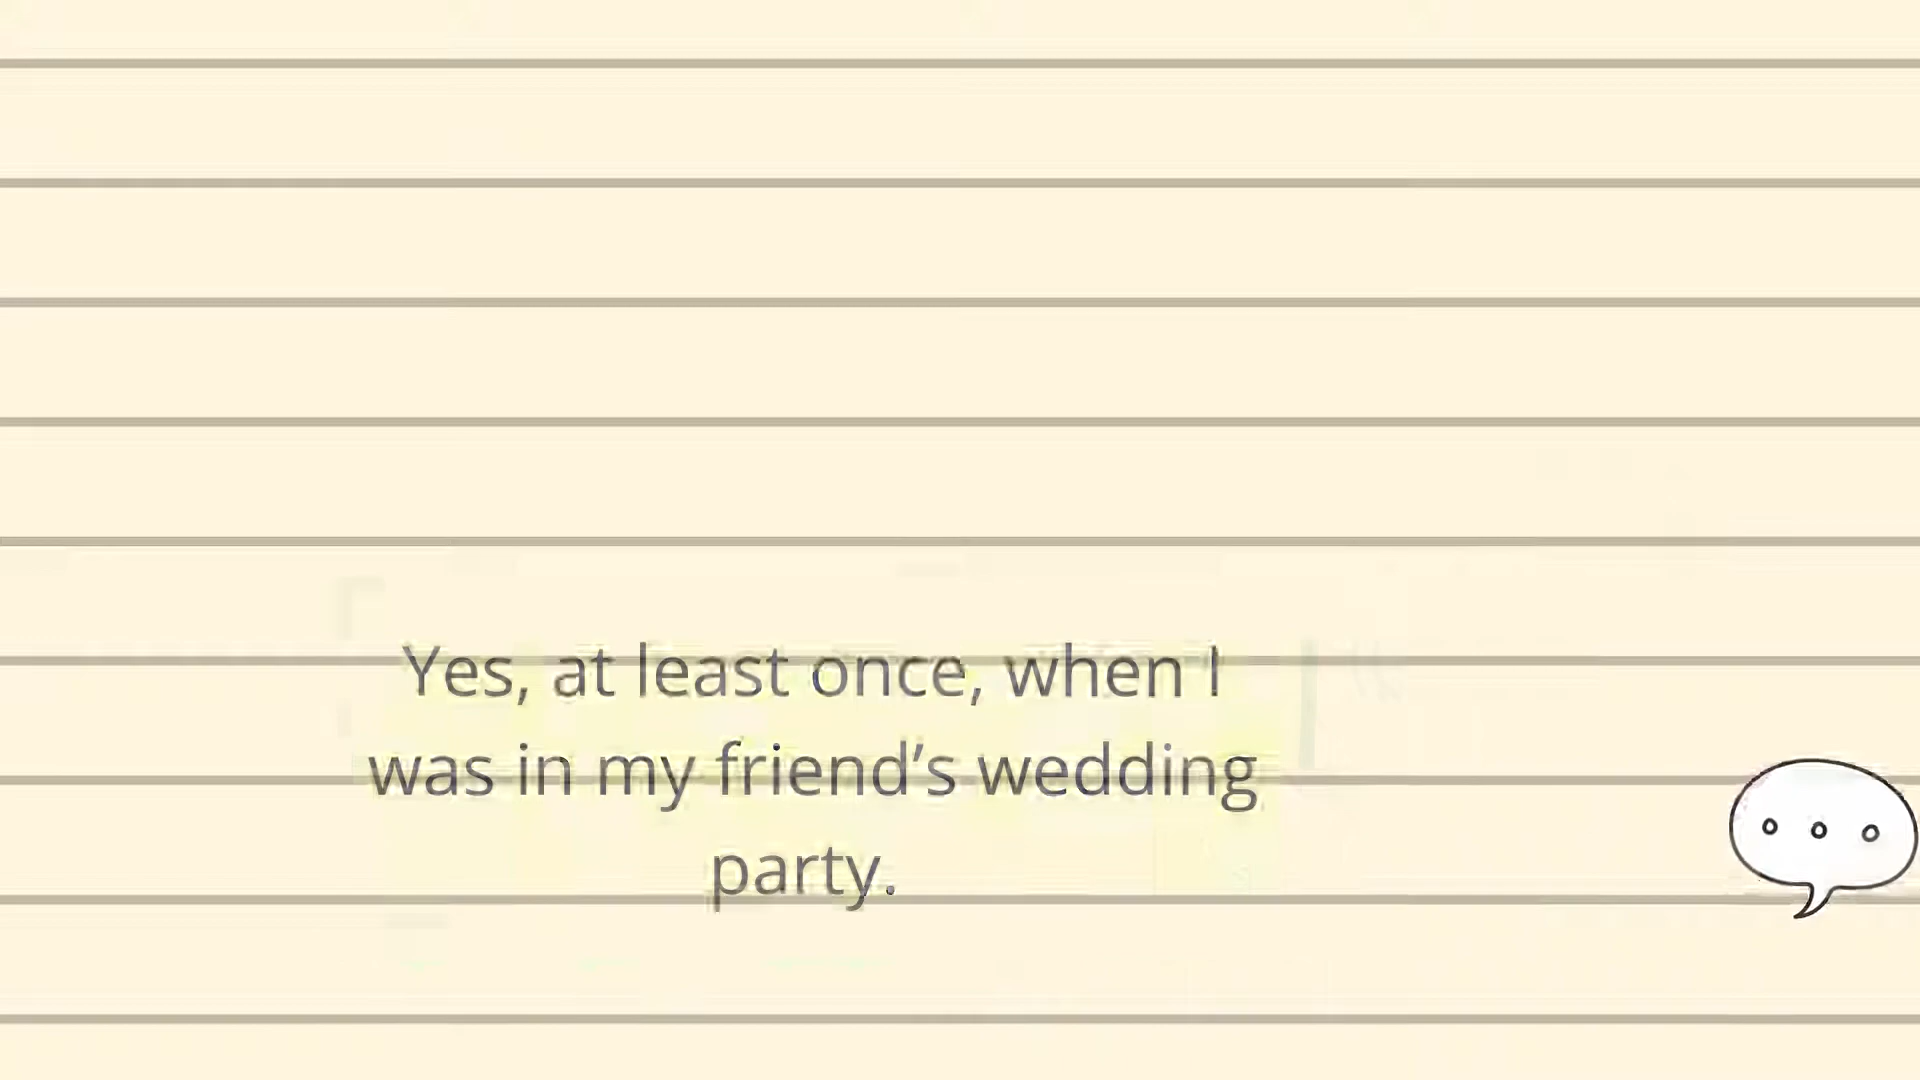 Yes, at least once, when I
was in my friend’s wedding
party.